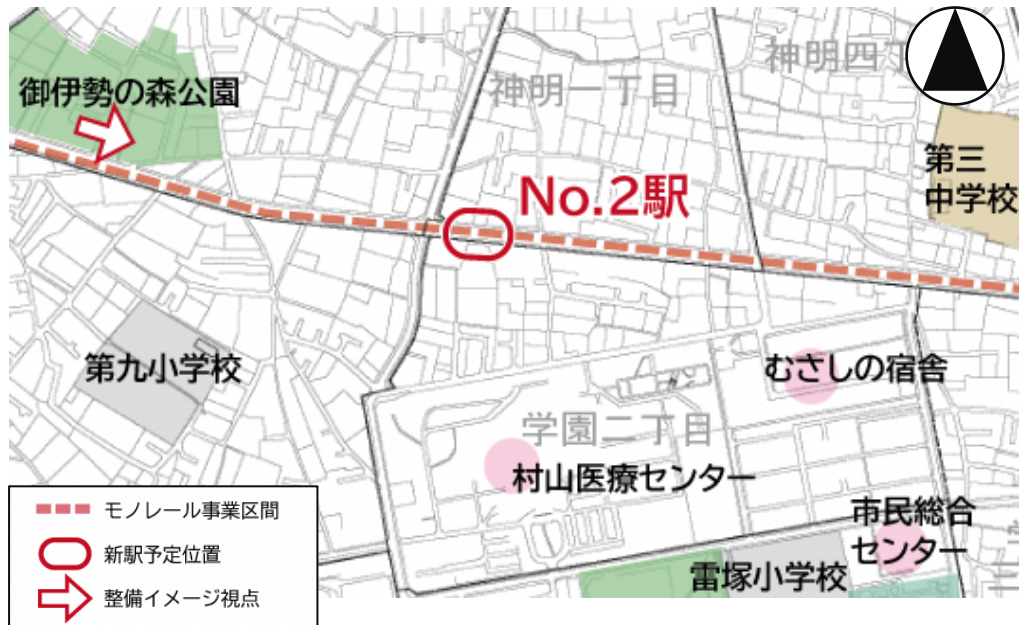 御伊勢の森公園
神明一丁目
神明四丁
第三
中学校
No.2駅
第九小学校
むさしの宿舎
学園二丁目
村山医療センター
市民総合
センター
雷塚小学校
モノレール事業区間
新駅予定位置
整備イメージ視点